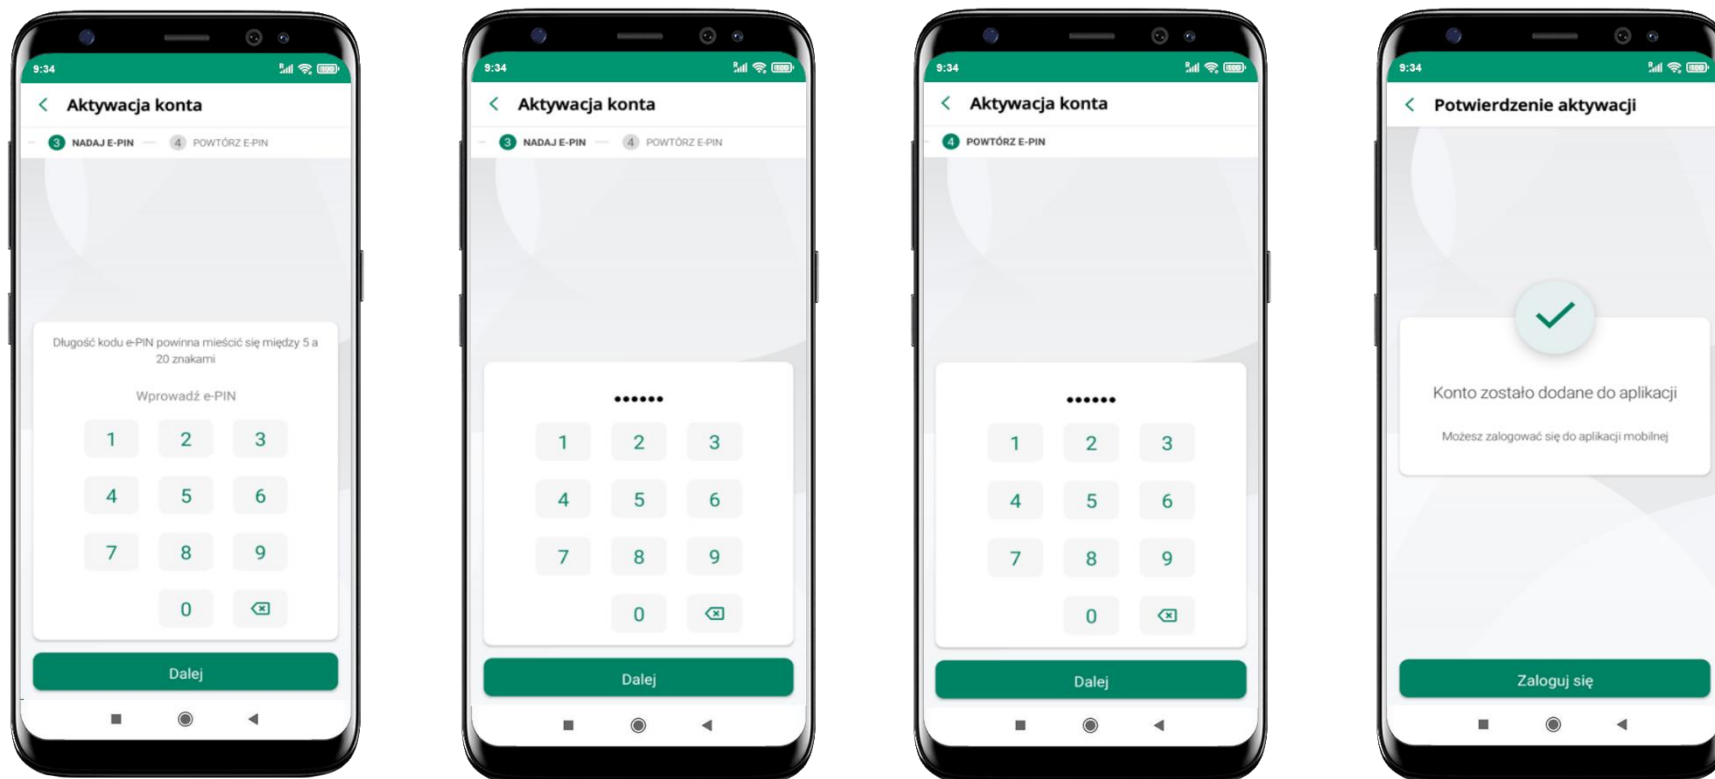 9:34
Aktywacja konta
3 NADAJ E-PIN 4 POWTÓRZ E-PIN
Długość kodu e-PIN powinna mieścić się między 5 a
20 znakami
Wprowadź e-PIN
1 2 3
4 5 6
7 8 9
0
Dalej
9:34
Aktywacja konta
3 NADAJ E-PIN 4 POWTÓRZ E-PIN
••••••
1 2 3
4 5 6
7 8 9
0
Dalej
9:34
Aktywacja konta
4 POWTÓRZ E-PIN
••••••
1 2 3
4 5 6
7 8 9
0
Dalej
9:34
Potwierdzenie aktywacji
Konto zostało dodane do aplikacji
Możesz zalogować się do aplikacji mobilnej
Zaloguj się